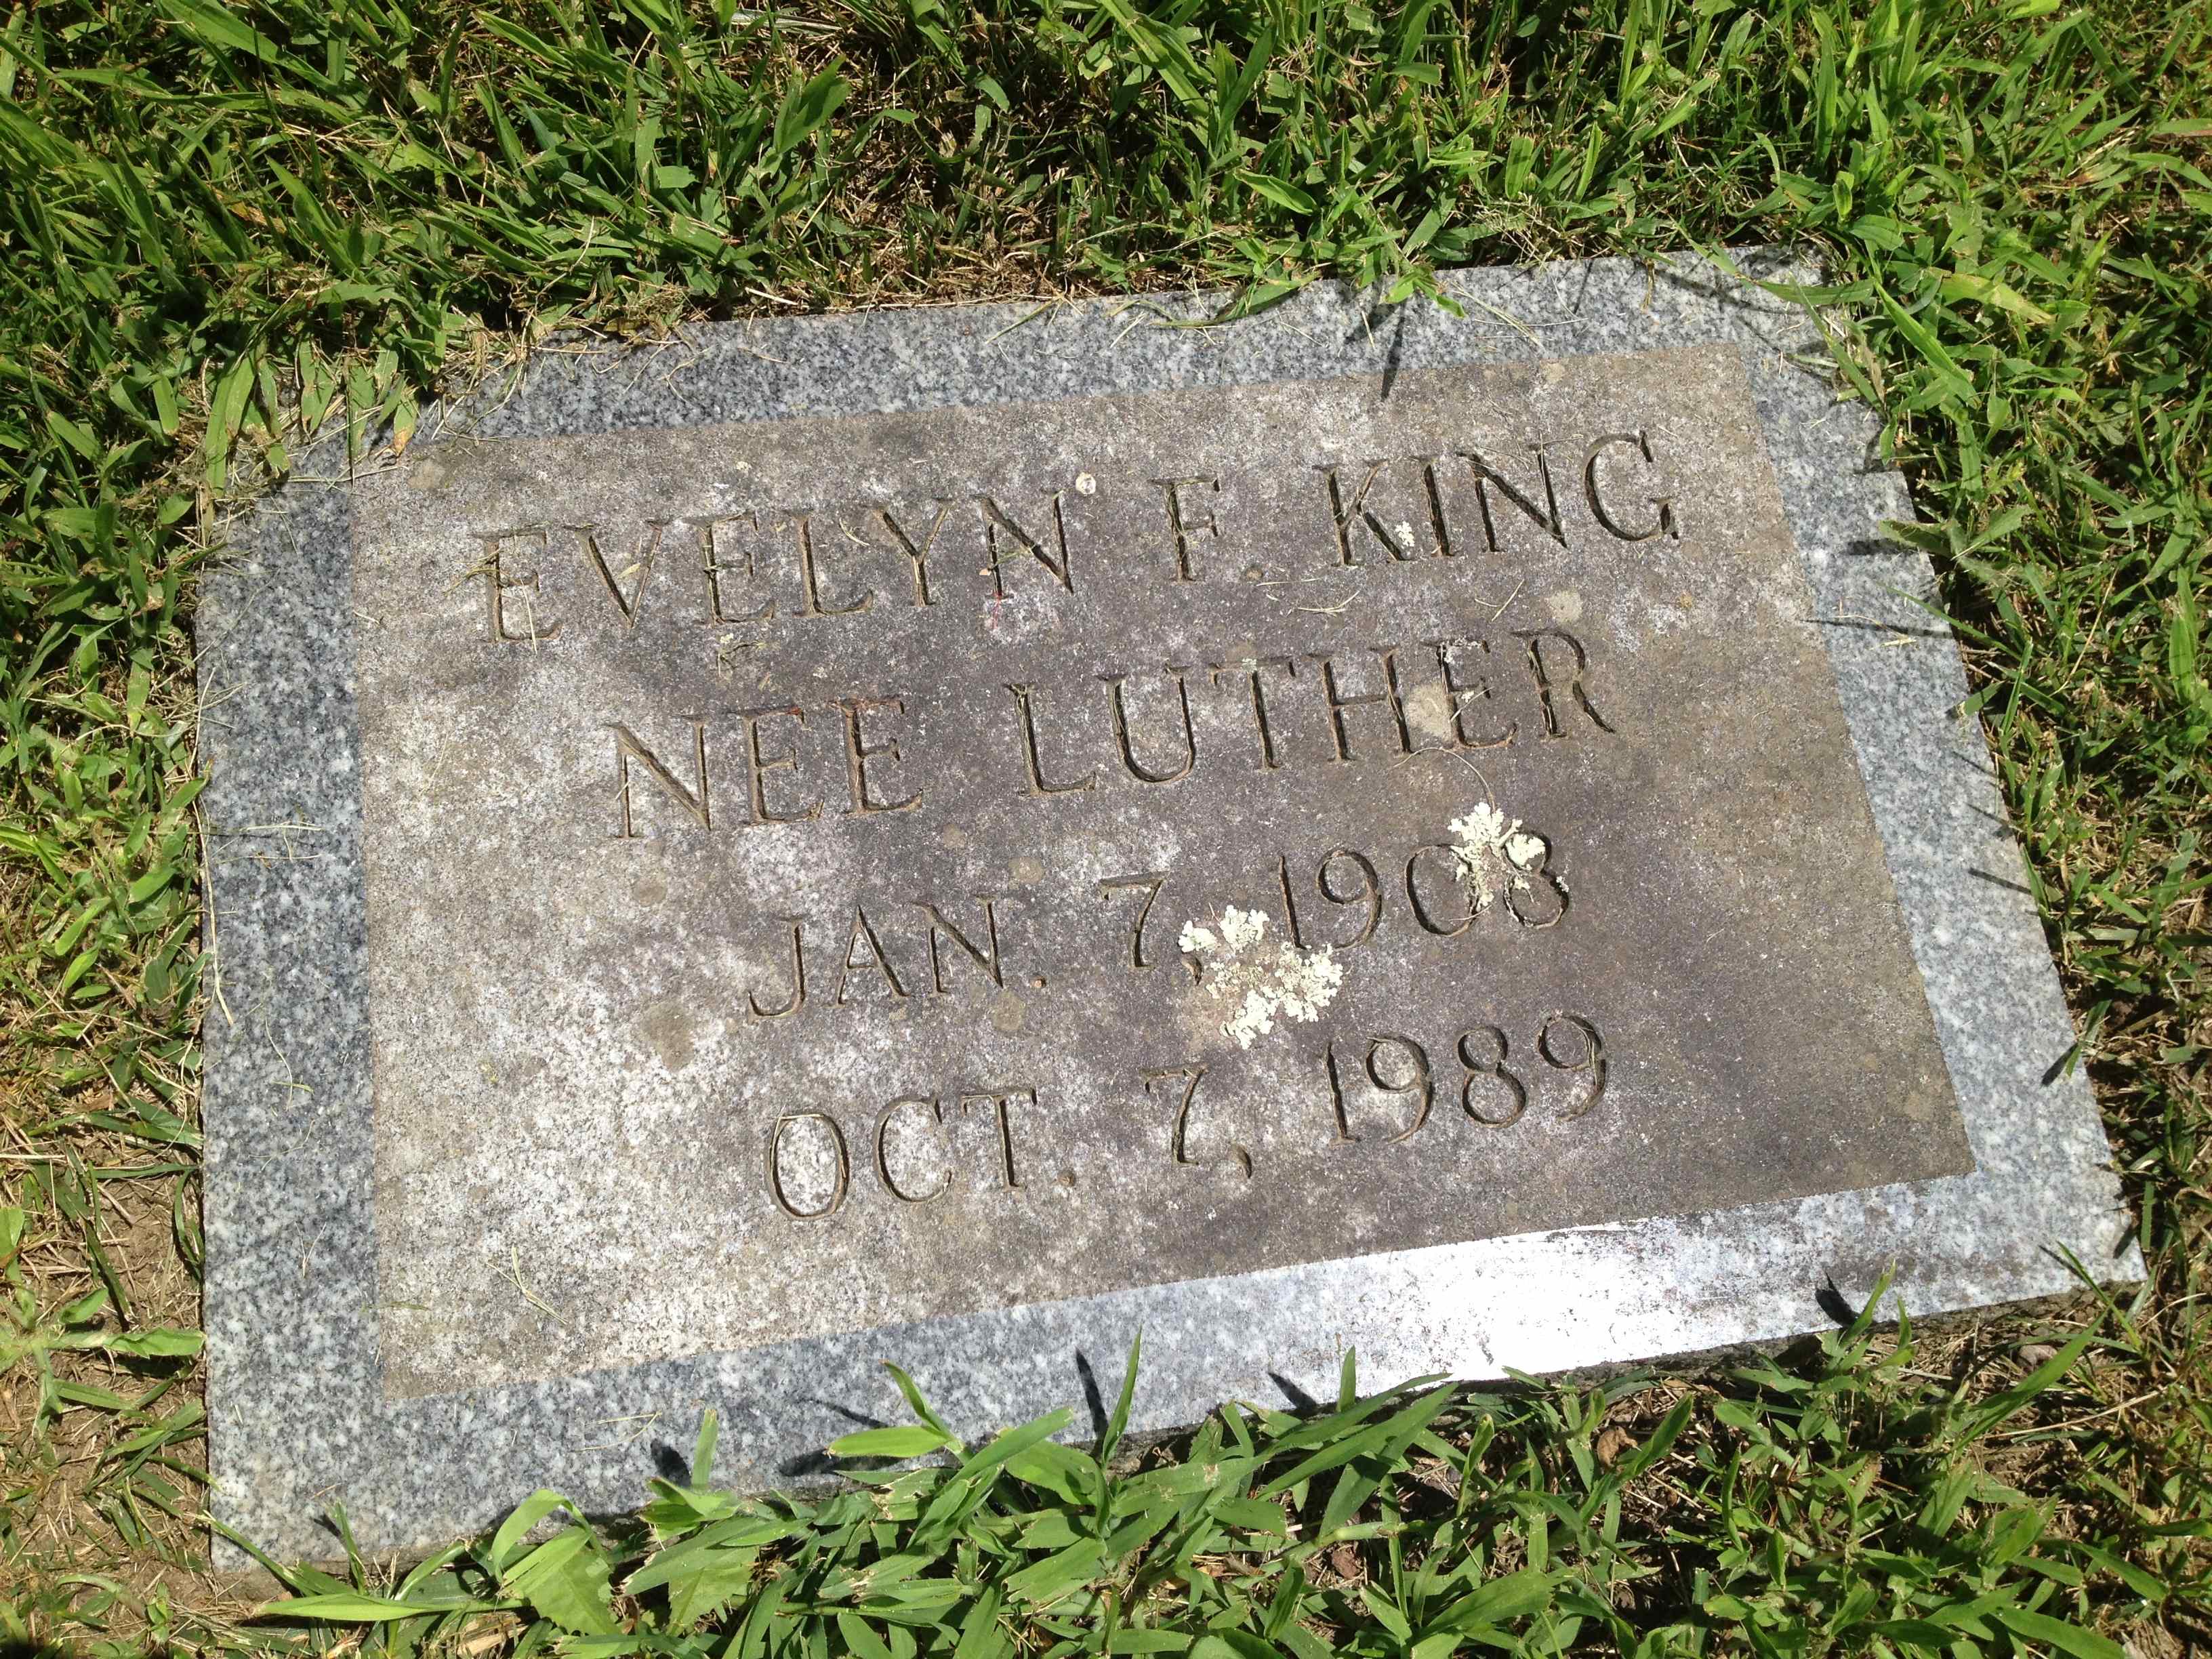 EVELYN F. KING
NEE LUTHER
JAN. 7, 1908
OCT. 7, 1989